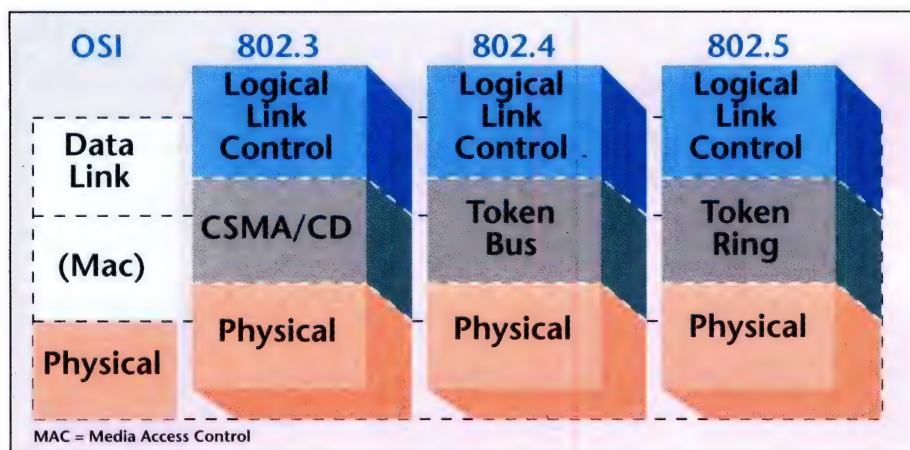 OSI
802.3
802.4
802.5
Data
Link
(Mac)
Physical
Logical
Link
Control
CSMA/CD
Physical
Logical
Link
Control
Token
Bus
Physical
Logical
Link
Control
Token
Ring
Physical
MAC = Media Access Control